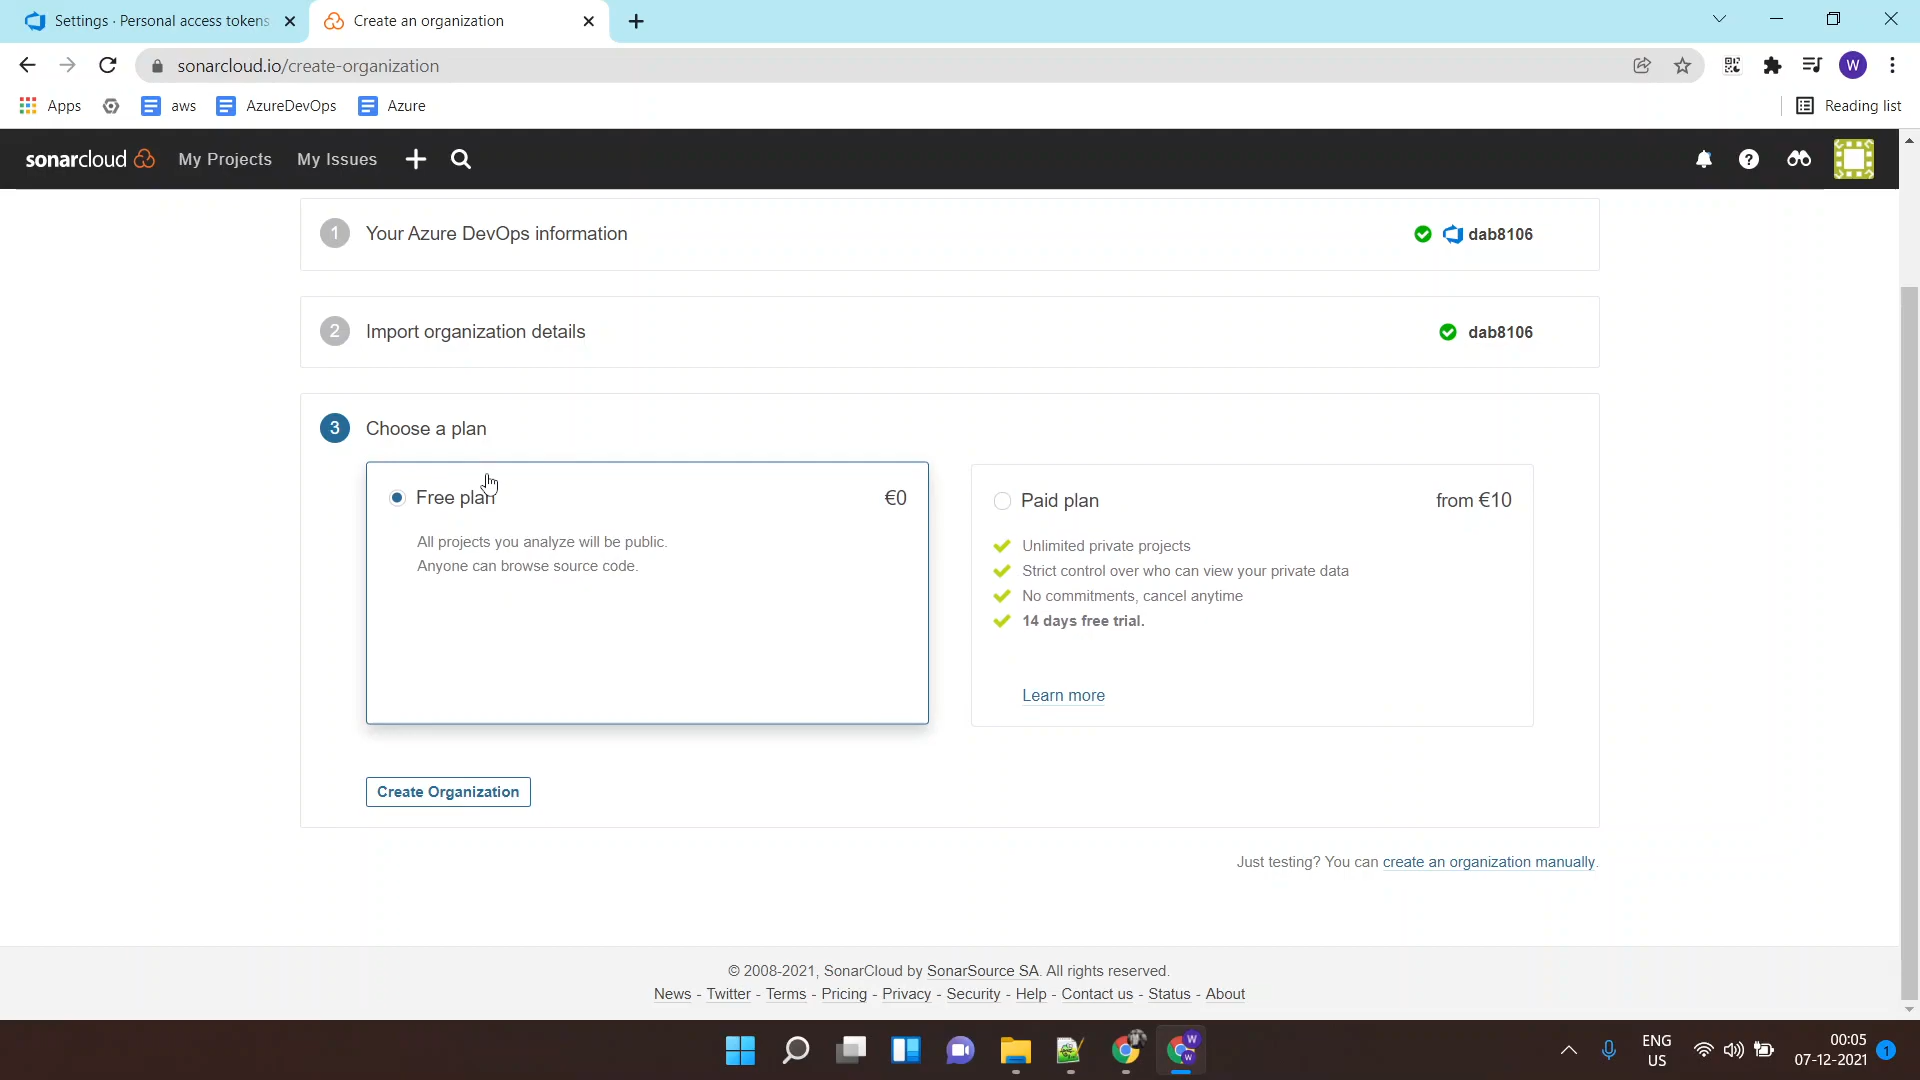 Settings · Personal access tokens
Create an organization
sonarcloud.io/create-organization
W
Apps
aws
AzureDevOps
Azure
Reading list
sonarcloud
My Projects
My Issues
1 Your Azure DevOps information dab8106
2 Import organization details dab8106
3 Choose a plan
Free plan €0
All projects you analyze will be public.
Anyone can browse source code.
Paid plan from €10
Unlimited private projects
Strict control over who can view your private data
No commitments, cancel anytime
14 days free trial.
Learn more
Create Organization
Just testing? You can create an organization manually.
© 2008-2021, SonarCloud by SonarSource SA. All rights reserved.
News - Twitter - Terms - Pricing - Privacy - Security - Help - Contact us - Status - About
W
W
ENG
US
00:05
07-12-2021
1